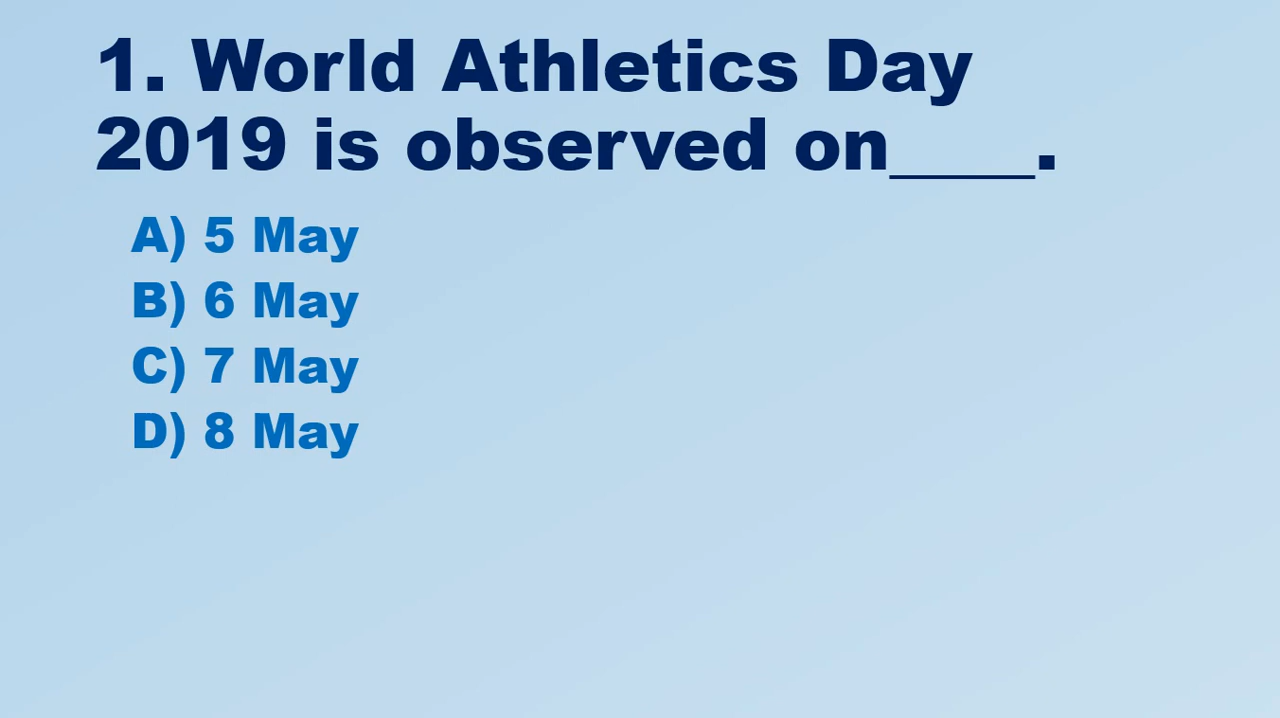 1. World Athletics Day
2019 is observed on____.
A) 5 May
B) 6 May
C) 7 May
D) 8 May